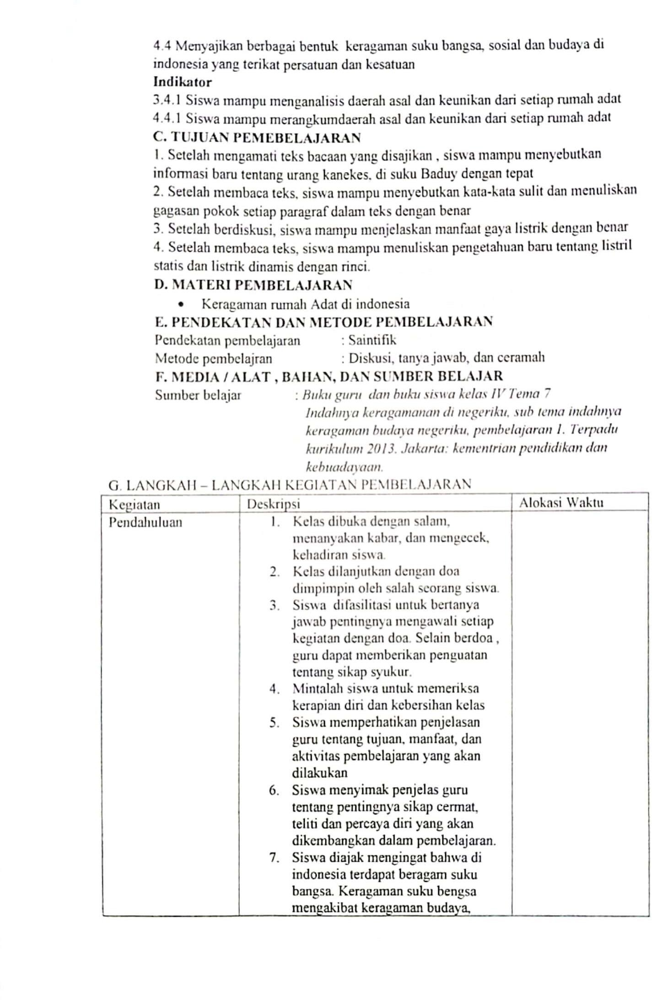 4.4 Menyajikan berbagai bentuk keragaman suku bangsa, sosial dan budaya di
indonesia yang terikat persatuan dan kesatuan
Indikator
3.4.1 Siswa mampu menganalisis daerah asal dan keunikan dari setiap rumah adat
4.4.1 Siswa mampu merangkumdaerah asal dan keunikan dari setiap rumah adat
C. TUJUAN PEMEBELAJARAN
1. Setelah mengamati teks bacaan yang disajikan , siswa mampu menyebutkan
informasi baru tentang urang kanekes. di suku Baduy dengan tepat
2. Setelah membaca teks, siswa mampu menyebutkan kata-kata sulit dan menuliskan
gagasan pokok setiap paragraf dalam teks dengan benar
3. Setelah berdiskusi, siswa mampu menjelaskan manfaat gaya listrik dengan benar
4. Setelah membaca teks, siswa mampu menuliskan pengetahuan baru tentang listril
statis dan listrik dinamis dengan rinci.
D. MATERI PEMBELAJARAN
• Keragaman rumah Adat di indonesia
E. PENDEKATAN DAN METODE PEMBELAJARAN
Pendekatan pembelajaran : Saintifik
Metode pembelajran : Diskusi, tanya jawab, dan ceramah
F. MEDIA / ALAT , BAHAN, DAN SUMBER BELAJAR
Sumber belajar : Buku guru dan buku siswa kelas IV Tema 7
Indahnya keragamanan di negeriku, sub tema indahnya
keragaman budaya negeriku, pembelajaran 1. Terpadu
kurikulum 2013. Jakarta: kementrian pendidikan dan
kebuadayaan.
G. LANGKAH – LANGKAH KEGIATAN PEMBELAJARAN
Kegiatan Deskripsi Alokasi Waktu
Pendahuluan 1. Kelas dibuka dengan salam,
menanyakan kabar, dan mengecek,
kehadiran siswa.
2. Kelas dilanjutkan dengan doa
dimpimpin oleh salah seorang siswa.
3. Siswa difasilitasi untuk bertanya
jawab pentingnya mengawali setiap
kegiatan dengan doa. Selain berdoa ,
guru dapat memberikan penguatan
tentang sikap syukur.
4. Mintalah siswa untuk memeriksa
kerapian diri dan kebersihan kelas
5. Siswa memperhatikan penjelasan
guru tentang tujuan, manfaat, dan
aktivitas pembelajaran yang akan
dilakukan
6. Siswa menyimak penjelas guru
tentang pentingnya sikap cermat,
teliti dan percaya diri yang akan
dikembangkan dalam pembelajaran.
7. Siswa diajak mengingat bahwa di
indonesia terdapat beragam suku
bangsa. Keragaman suku bengsa
mengakibat keragaman budaya,